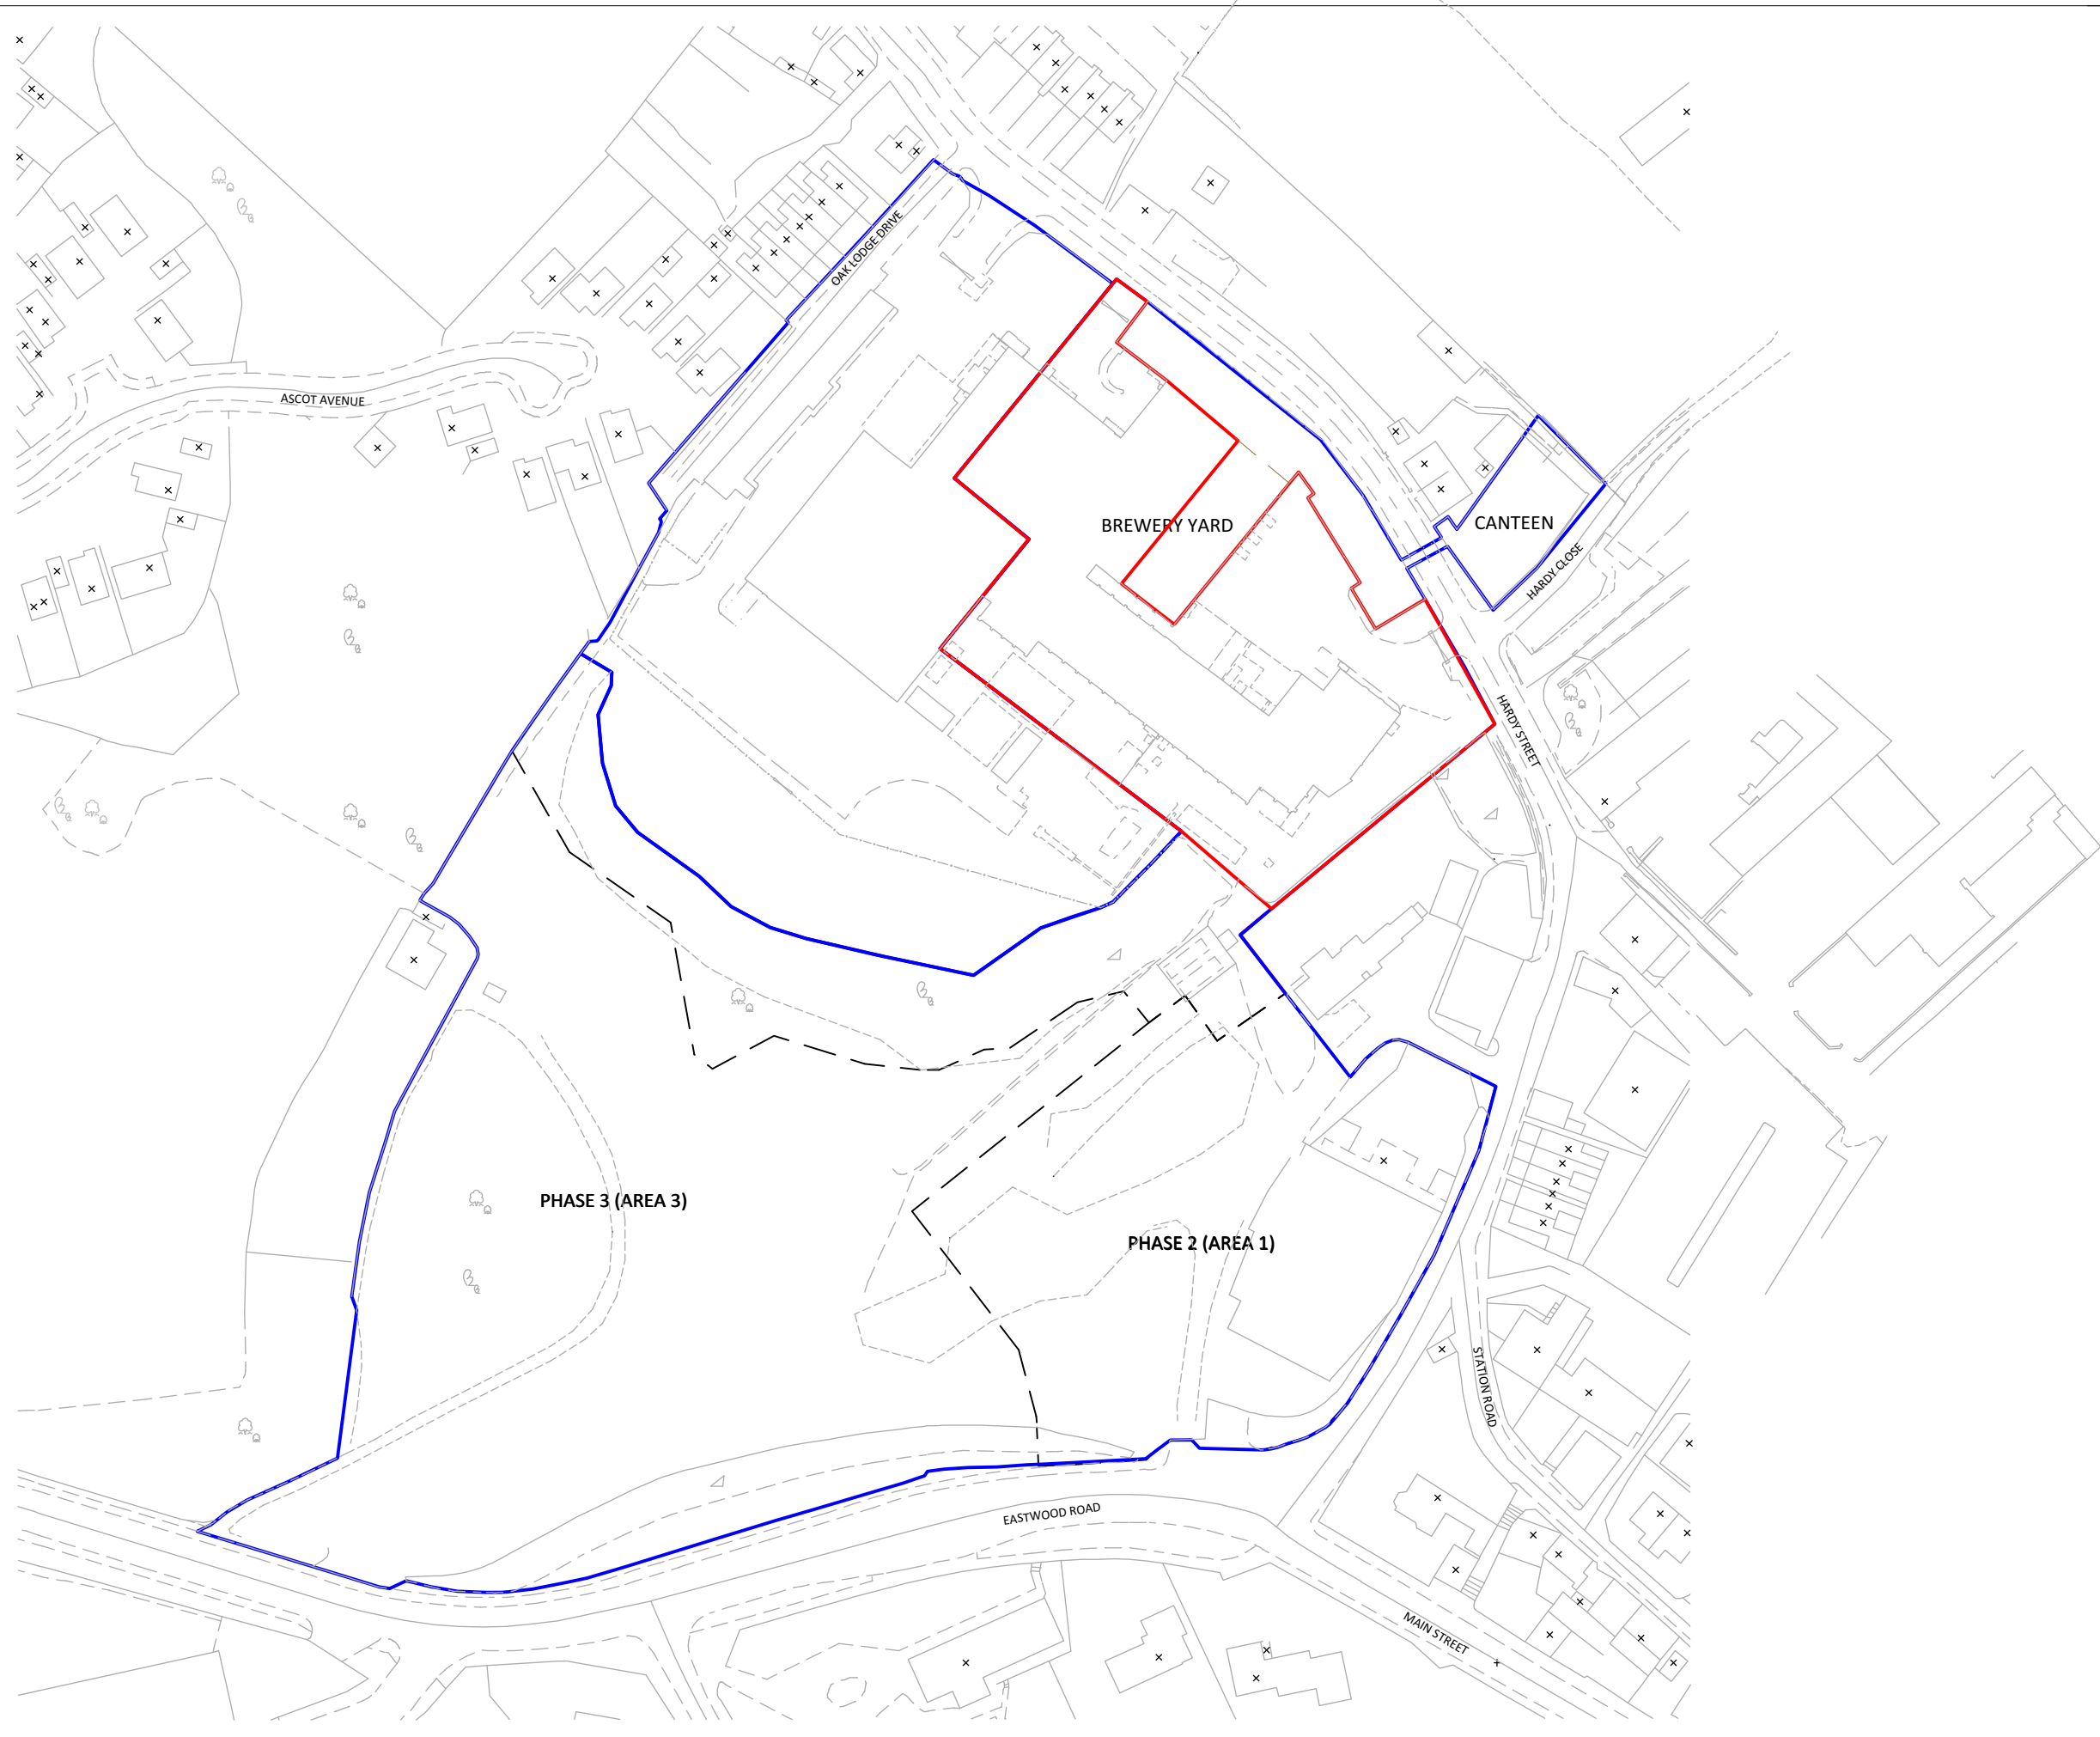 OAK LODGE DRIVE
ASCOT AVENUE
BREWERY YARD
CANTEEN
HARDY CLOSE
HARDY STREET
PHASE 3 (AREA 3)
PHASE 2 (AREA 1)
STATION ROAD
EASTWOOD ROAD
MAIN STREET